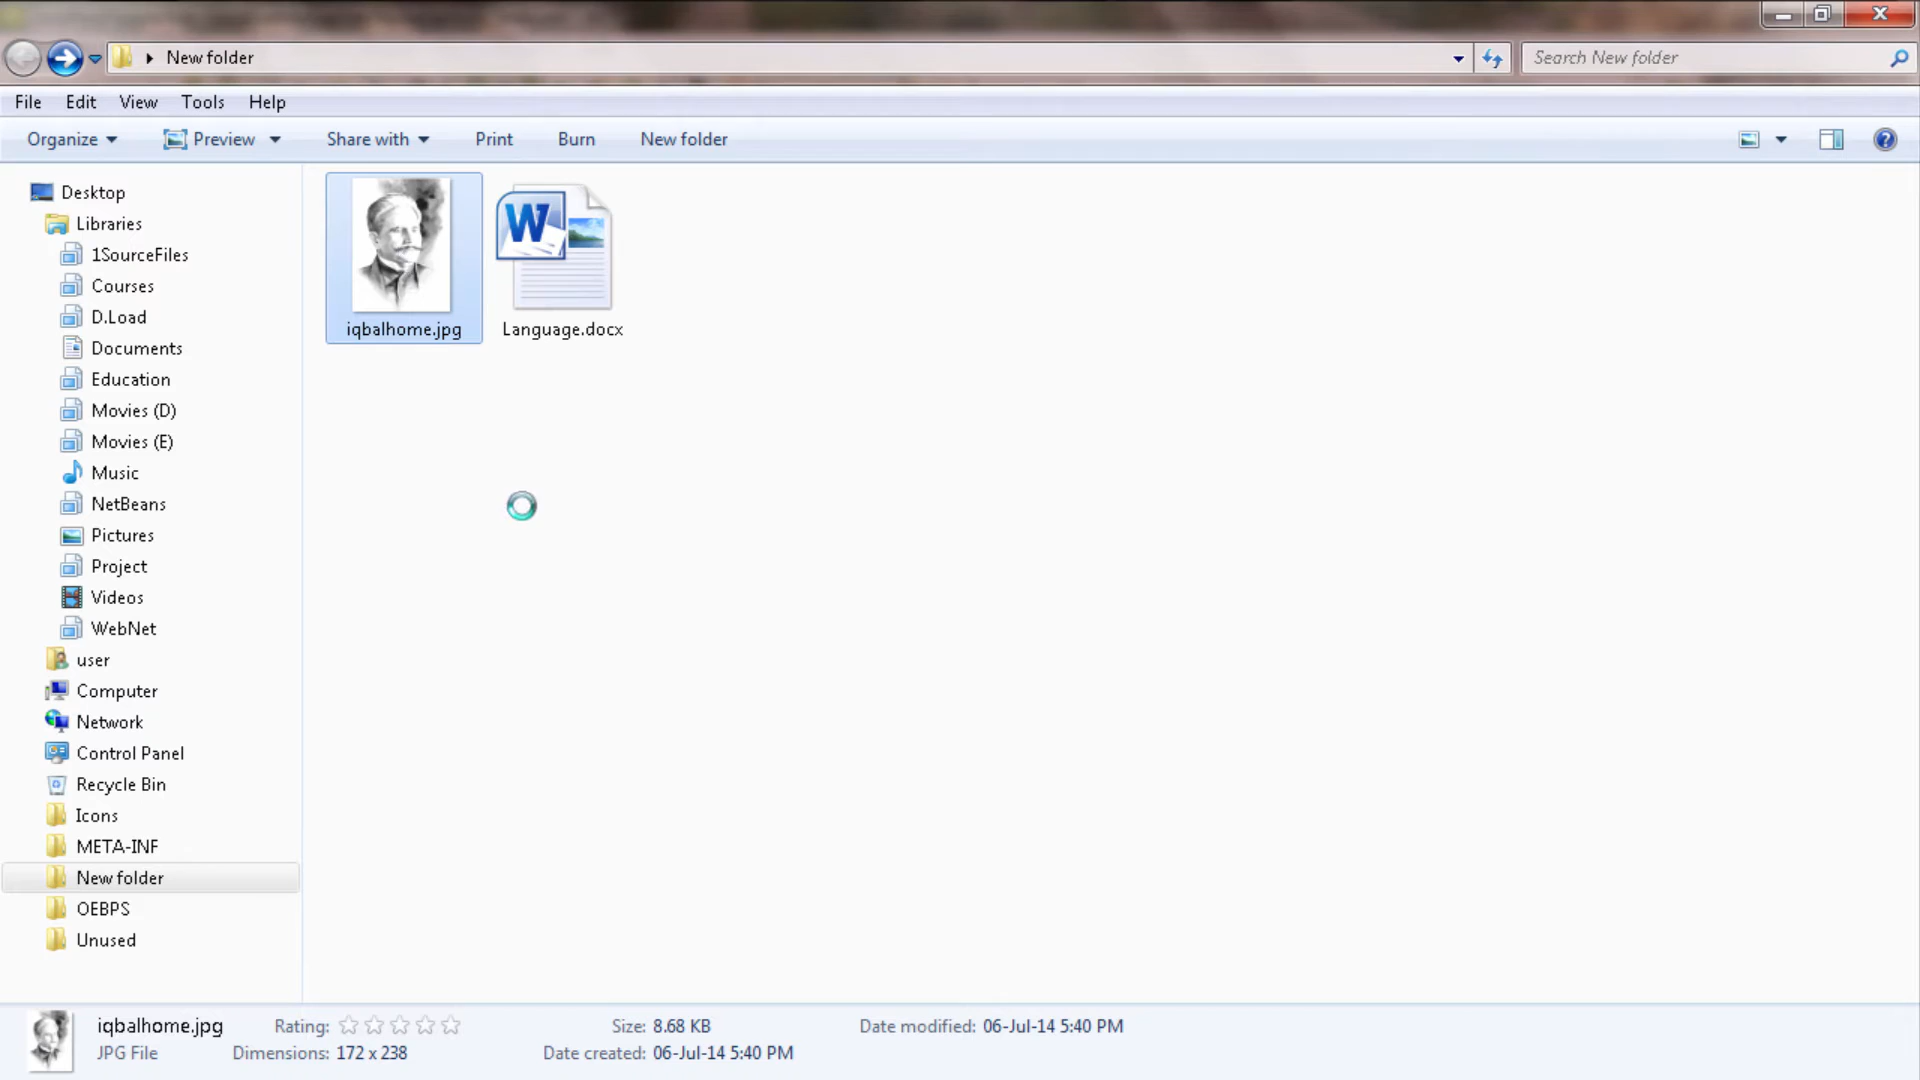 New folder
Search New folder
File Edit View Tools Help
Organize Preview Share with Print Burn New folder
Desktop
Libraries
1SourceFiles
Courses
D.Load
Documents
Education
Movies (D)
Movies (E)
Music
NetBeans
Pictures
Project
Videos
WebNet
user
Computer
Network
Control Panel
Recycle Bin
Icons
META-INF
New folder
OEBPS
Unused
W
iqbalhome.jpg Language.docx
iqbalhome.jpg Rating: Size: 8.68 KB Date modified: 06-Jul-14 5:40 PM
JPG File Dimensions: 172 x 238 Date created: 06-Jul-14 5:40 PM